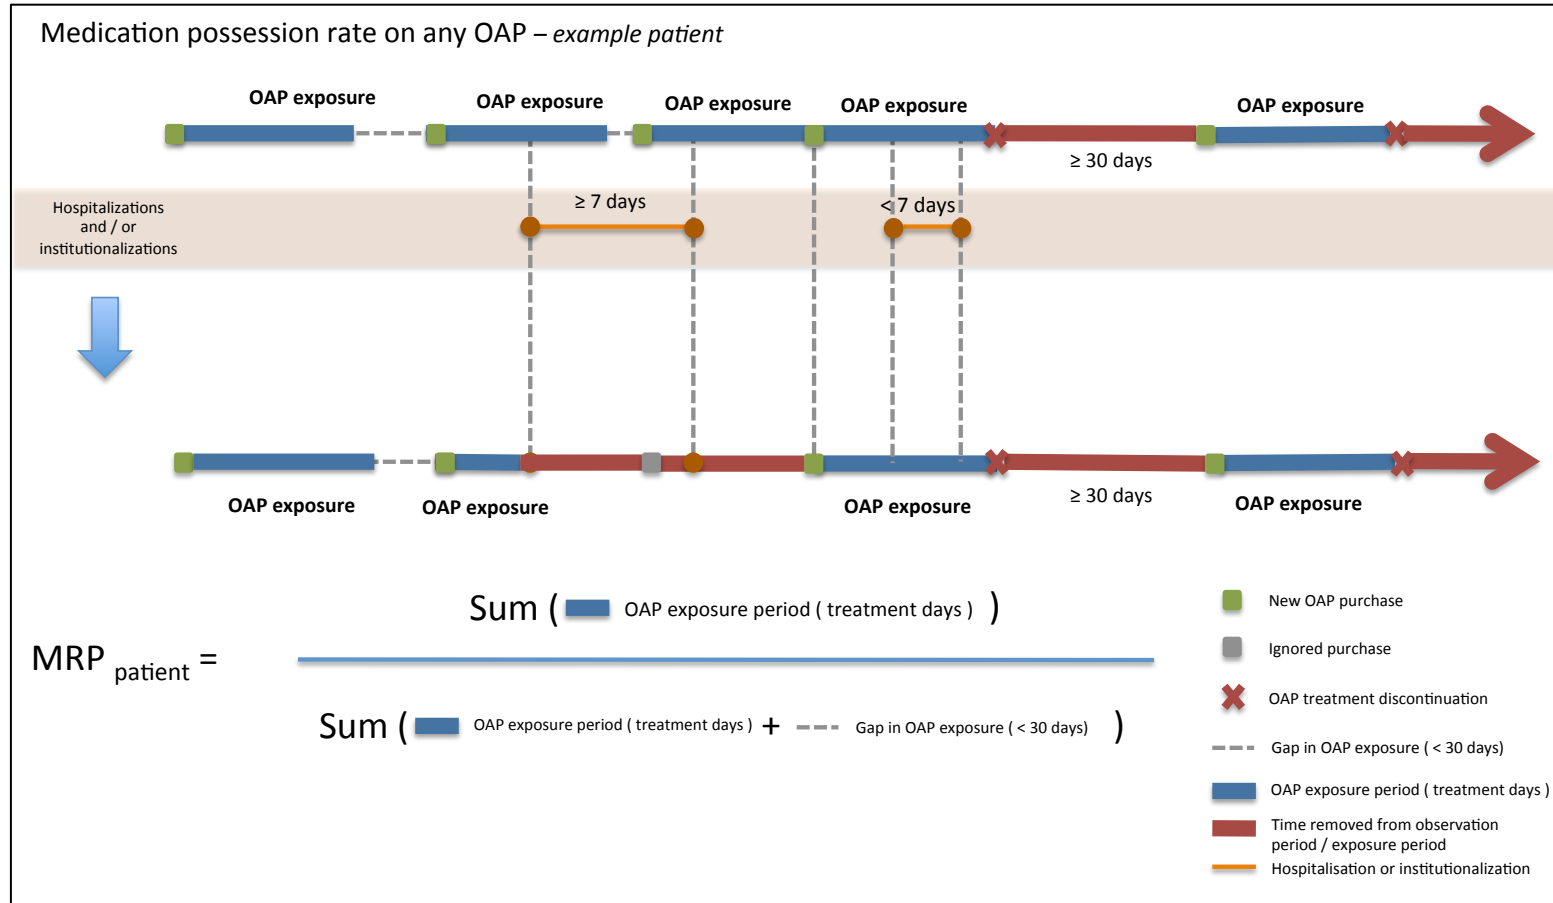 Medication possession rate on any OAP – example patient
OAP exposure
OAP exposure
OAP exposure
OAP exposure
OAP exposure
≥ 30 days
Hospitalizations
and / or
institutionalizations
≥ 7 days
< 7 days
≥ 30 days
OAP exposure
OAP exposure
OAP exposure
OAP exposure
MRP patient =
Sum ( OAP exposure period ( treatment days ) )
Sum ( OAP exposure period ( treatment days ) + Gap in OAP exposure ( < 30 days) )
New OAP purchase
Ignored purchase
OAP treatment discontinuation
Gap in OAP exposure ( < 30 days)
OAP exposure period ( treatment days )
Time removed from observation
period / exposure period
Hospitalisation or institutionalization